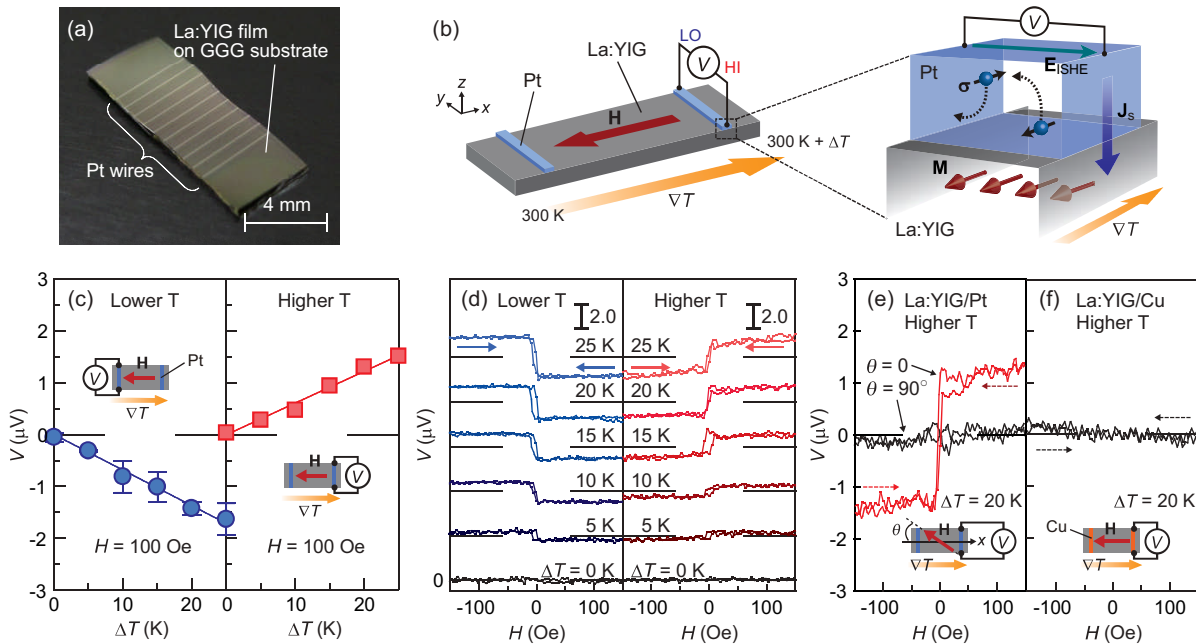 (a)
La:YIG film
on GGG substrate
Pt wires
4 mm
(b)
La:YIG
LO
V
HI
Pt
z
y
x
H
300 K + ΔT
300 K
∇T
V
E_ISHE
Pt
σ
J_S
M
La:YIG
∇T
(c)
Lower T
Higher T
V (μV)
3
2
1
0
-1
-2
-3
V
H
Pt
∇T
H
V
∇T
H = 100 Oe
H = 100 Oe
0
10
20
0
10
20
ΔT (K)
ΔT (K)
(d)
Lower T
Higher T
2.0
2.0
25 K
25 K
20 K
20 K
15 K
15 K
10 K
10 K
5 K
5 K
ΔT = 0 K
ΔT = 0 K
V (μV)
0
-100
0
100
-100
0
100
H (Oe)
H (Oe)
(e)
La:YIG/Pt
Higher T
(f)
La:YIG/Cu
Higher T
V (μV)
3
2
1
0
-1
-2
-3
θ = 0
θ = 90°
ΔT = 20 K
ΔT = 20 K
θ
H
x
V
∇T
Cu
H
V
∇T
-100
0
100
-100
0
100
H (Oe)
H (Oe)